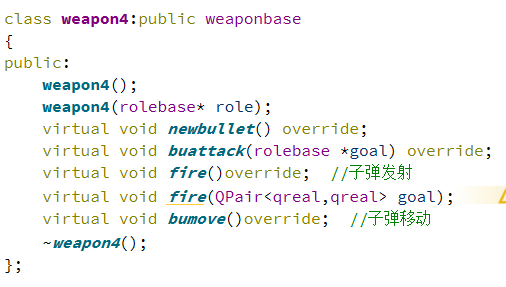 class weapon4:public weaponbase
{
public:
    weapon4();
    weapon4(rolebase* role);
    virtual void newbullet() override;
    virtual void buattack(rolebase *goal) override;
    virtual void fire()override;  //子弹发射
    virtual void fire(QPair<qreal,qreal> goal);
    virtual void bumove()override;  //子弹移动
    ~weapon4();
};